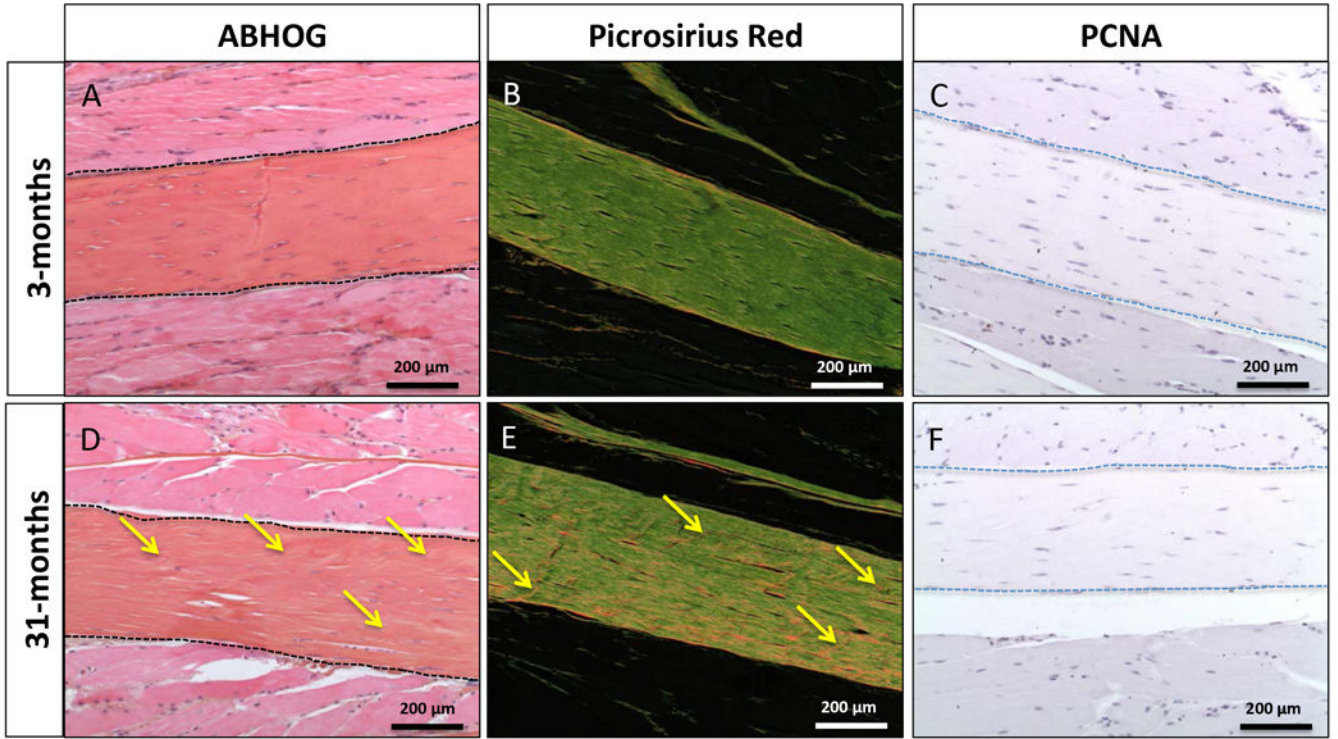 ABHOG
Picrosirius Red
PCNA
3-months
A
200 µm
B
200 µm
C
200 µm
31-months
D
200 µm
E
200 µm
F
200 µm